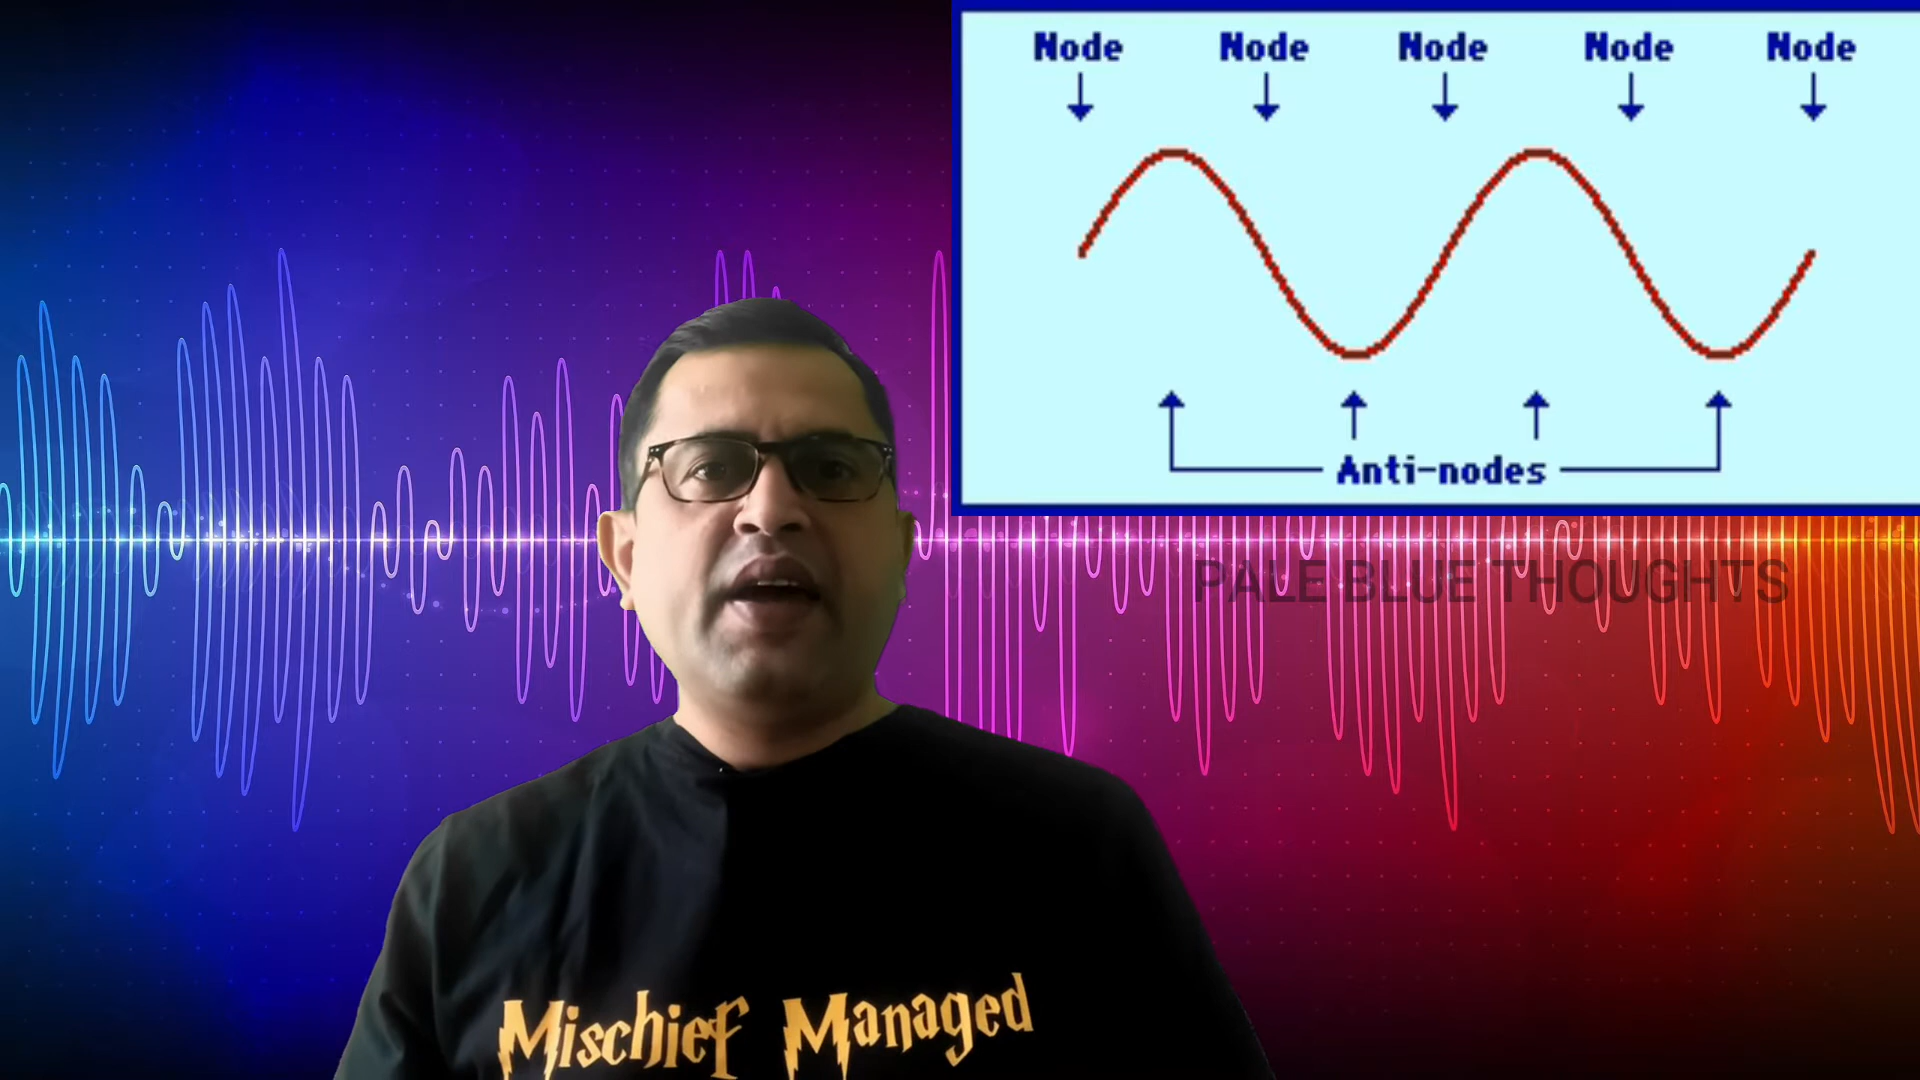 Node Node Node Node Node
Anti-nodes
PALE BLUE THOUGHTS
Mischief Managed